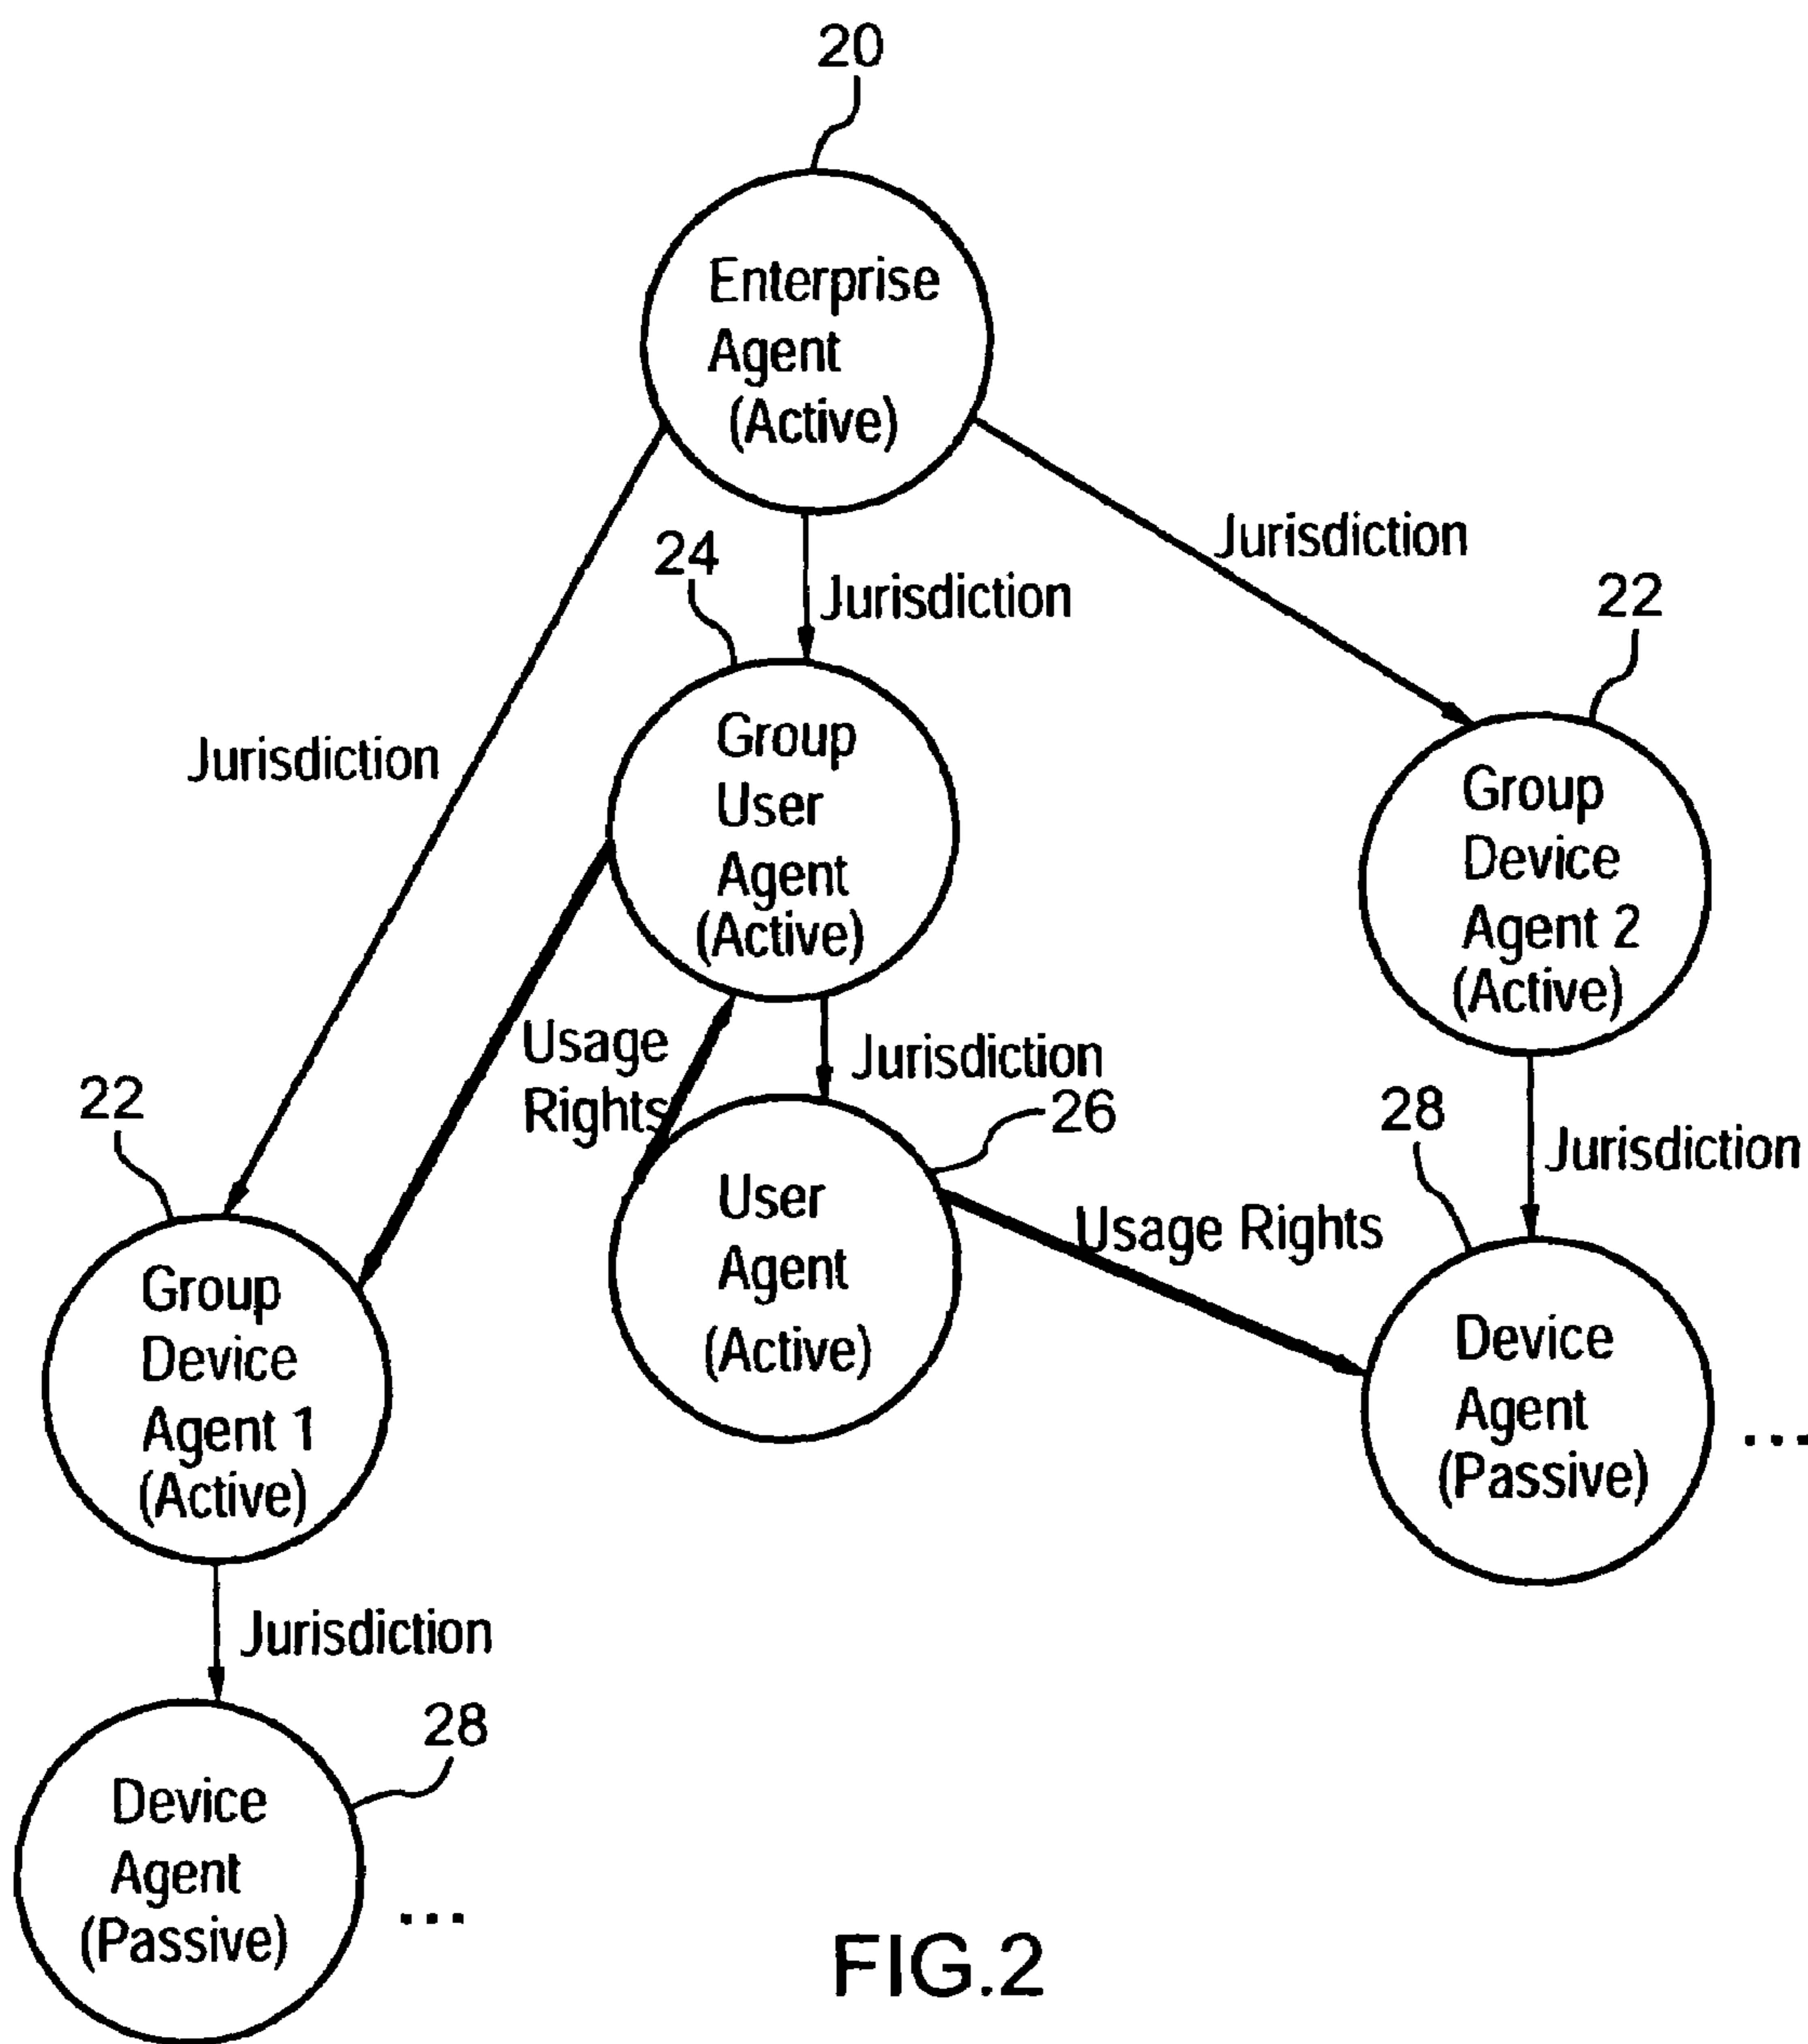 20
Enterprise
Agent
(Active)
Jurisdiction
24
Jurisdiction
22
Jurisdiction
Group
User
Agent
(Active)
Group
Device
Agent 2
(Active)
Usage
Rights
Jurisdiction
22
26
28
Jurisdiction
User
Agent
(Active)
Usage Rights
Group
Device
Agent 1
(Active)
Device
Agent
(Passive)
...
Jurisdiction
28
Device
Agent
(Passive)
...
FIG.2